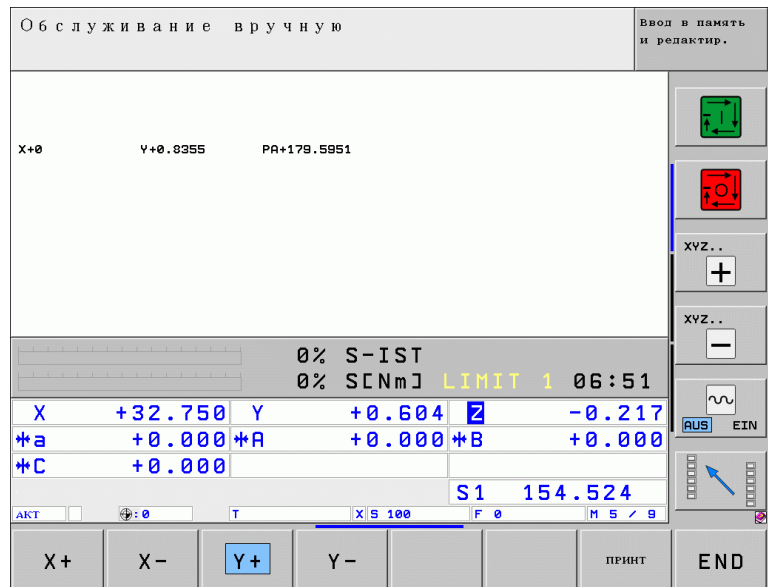 Обслуживание вручную
Ввод в память
и редактир.
X+0 Y+0.8355 PA+179.5951
XYZ..
+
XYZ..
−
AUS EIN
0% S-IST
0% S[Nm] LIMIT 1 06:51
X +32.750 Y +0.604 Z -0.217
*a +0.000 *A +0.000 *B +0.000
*C +0.000
S1 154.524
АКТ :0 T X S 100 F 0 M 5 / 9
X+ X− Y+ Y− ПРИНТ END